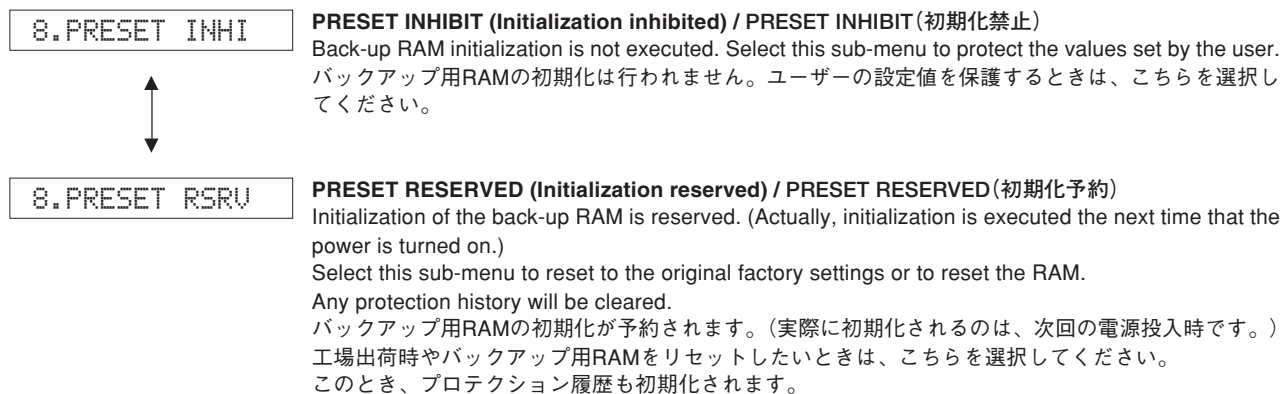 8.PRESET INHI
PRESET INHIBIT (Initialization inhibited) / PRESET INHIBIT(初期化禁止)
Back-up RAM initialization is not executed. Select this sub-menu to protect the values set by the user.
バックアップ用RAMの初期化は行われません。ユーザーの設定値を保護するときは、こちらを選択し
てください。
8.PRESET RSRV
PRESET RESERVED (Initialization reserved) / PRESET RESERVED(初期化予約)
Initialization of the back-up RAM is reserved. (Actually, initialization is executed the next time that the
power is turned on.)
Select this sub-menu to reset to the original factory settings or to reset the RAM.
Any protection history will be cleared.
バックアップ用RAMの初期化が予約されます。(実際に初期化されるのは、次回の電源投入時です。)
工場出荷時やバックアップ用RAMをリセットしたいときは、こちらを選択してください。
このとき、プロテクション履歴も初期化されます。